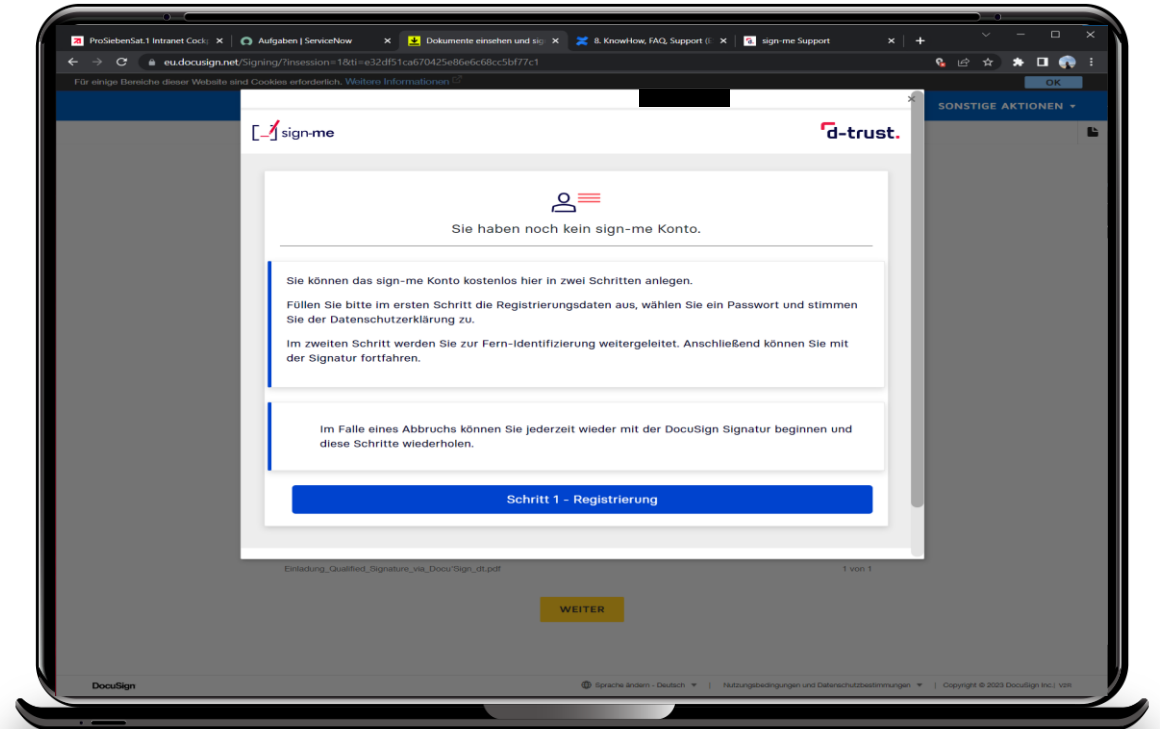 ProSiebenSat.1 Intranet Cock
Aufgaben | ServiceNow
Dokumente einsehen und sig
8. KnowHow, FAQ, Support (E
sign-me Support
eu.docusign.net/Signing/?insession=1&ti=e32df51ca670425e86e6c68cc5bf77c1
Für einige Bereiche dieser Website sind Cookies erforderlich. Weitere Informationen
OK
SONSTIGE AKTIONEN
sign-me
d-trust.
Sie haben noch kein sign-me Konto.
Sie können das sign-me Konto kostenlos hier in zwei Schritten anlegen.
Füllen Sie bitte im ersten Schritt die Registrierungsdaten aus, wählen Sie ein Passwort und stimmen
Sie der Datenschutzerklärung zu.
Im zweiten Schritt werden Sie zur Fern-Identifizierung weitergeleitet. Anschließend können Sie mit
der Signatur fortfahren.
Im Falle eines Abbruchs können Sie jederzeit wieder mit der DocuSign Signatur beginnen und
diese Schritte wiederholen.
Schritt 1 - Registrierung
Einladung_Qualified_Signature_via_Docu'Sign_dt.pdf
1 von 1
WEITER
DocuSign
Sprache ändern - Deutsch
Nutzungsbedingungen und Datenschutzbestimmungen
Copyright © 2023 DocuSign Inc.